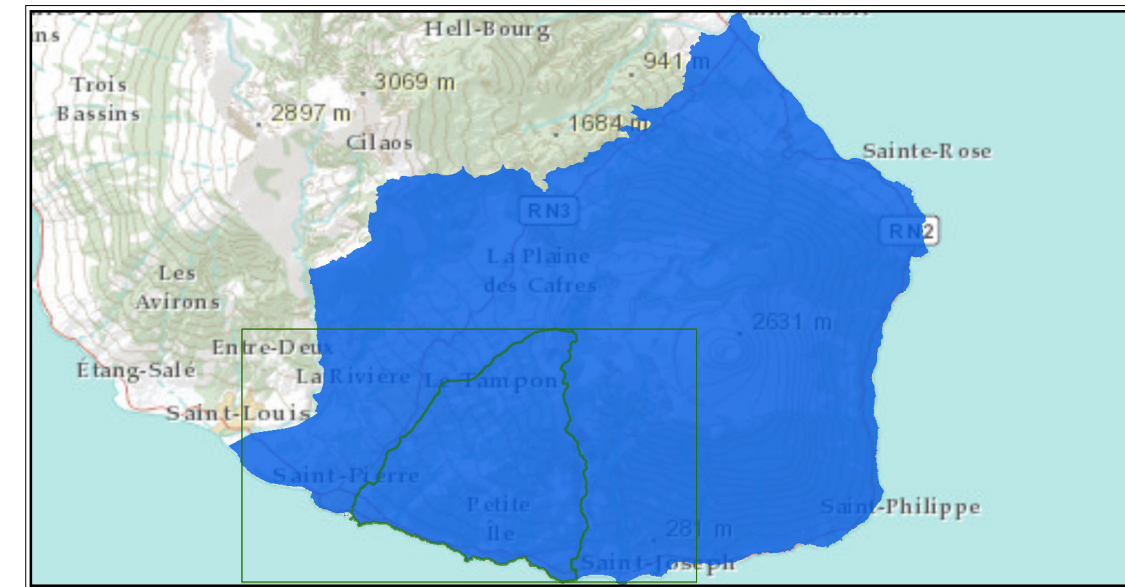 ns
Hell-Bourg
941 m
Trois
Bassins
3069 m
2897 m
1684 m
Cilaos
Sainte-Rose
RN3
RN2
La Plaine
des Cafres
Les
Avirons
2631 m
Entre-Deux
Étang-Salé
La Rivière
Le Tampon
Saint-Louis
Saint-Pierre
Petite
Île
Saint-Philippe
281 m
Saint-Joseph